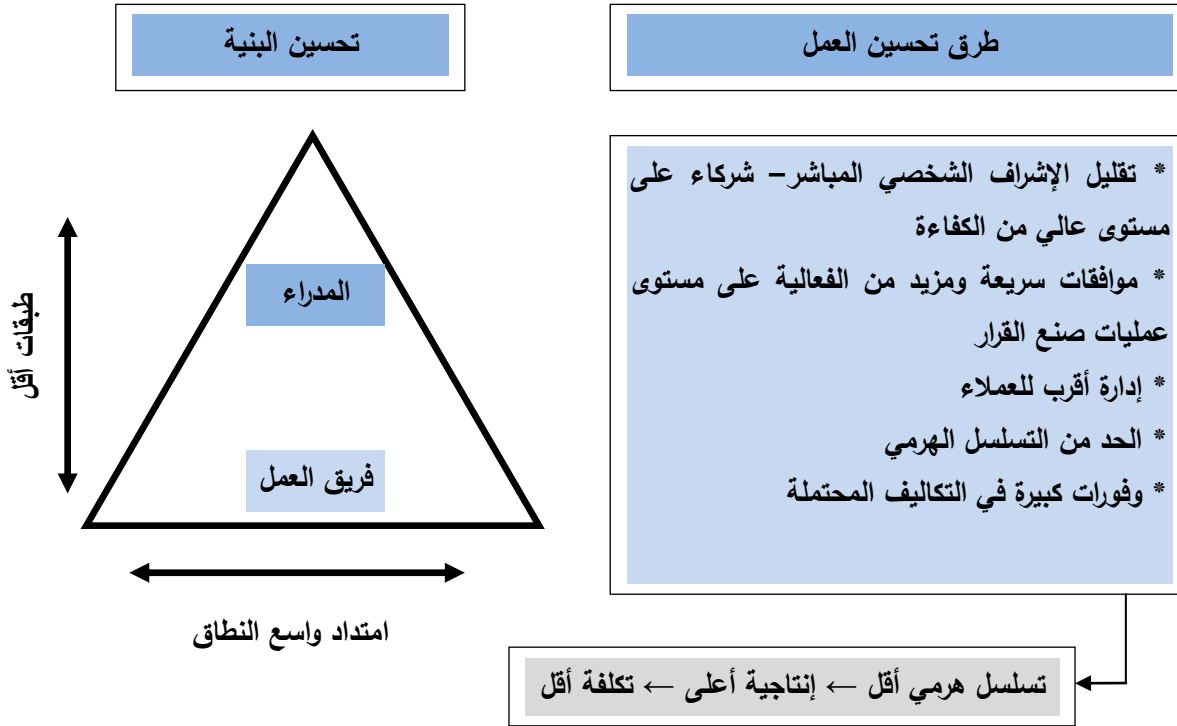 طرق تحسين العمل
تحسين البنية
* تقليل الإشراف الشخصي المباشر– شركاء على
مستوى عالي من الكفاءة
* موافقات سريعة ومزيد من الفعالية على مستوى
عمليات صنع القرار
* إدارة أقرب للعملاء
* الحد من التسلسل الهرمي
* وفورات كبيرة في التكاليف المحتملة
المدراء
فريق العمل
طبقات أقل
امتداد واسع النطاق
تسلسل هرمي أقل ← إنتاجية أعلى ← تكلفة أقل